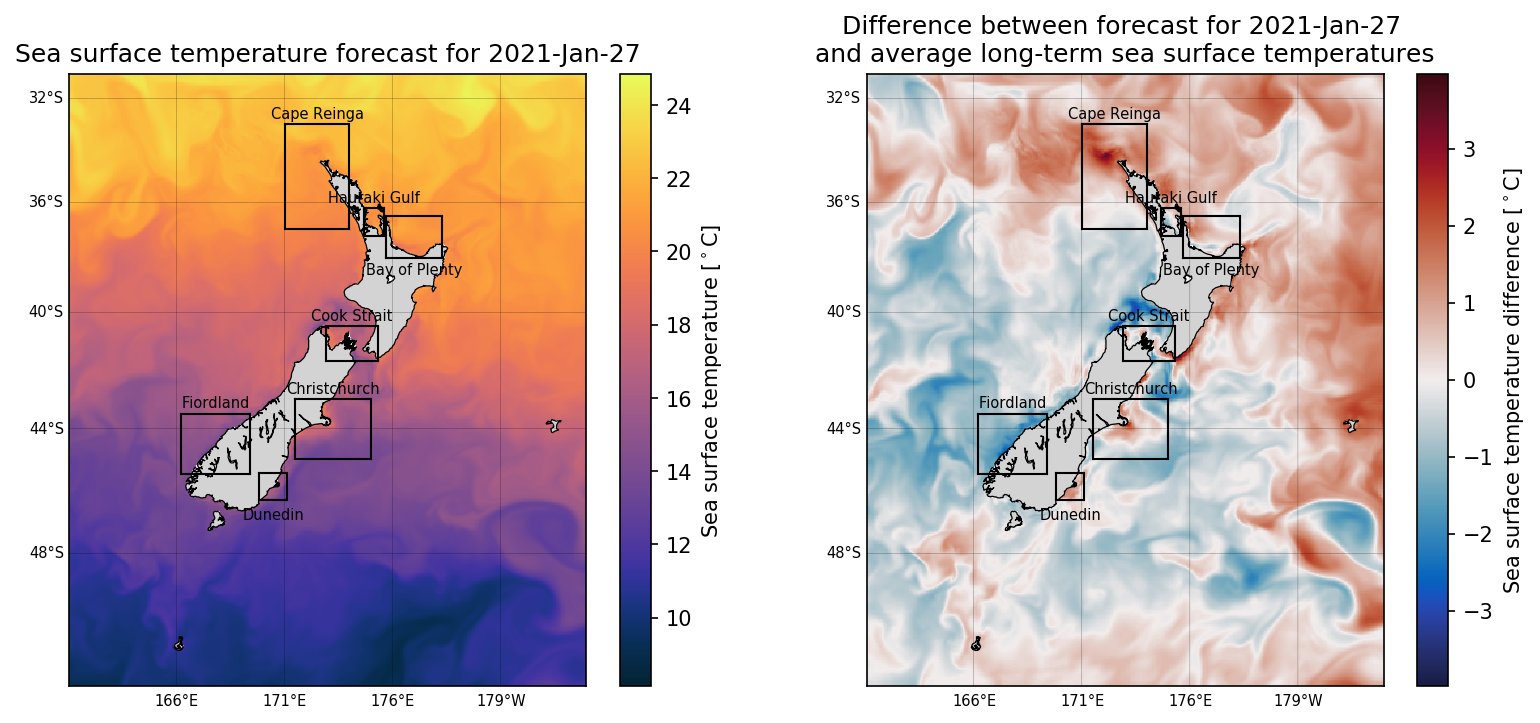 Sea surface temperature forecast for 2021-Jan-27
32°S
36°S
40°S
44°S
48°S
166°E
171°E
176°E
179°W
Cape Reinga
Hauraki Gulf
Bay of Plenty
Cook Strait
Christchurch
Fiordland
Dunedin
24
22
20
18
16
14
12
10
Sea surface temperature [°C]
Difference between forecast for 2021-Jan-27
and average long-term sea surface temperatures
32°S
36°S
40°S
44°S
48°S
166°E
171°E
176°E
179°W
Cape Reinga
Hauraki Gulf
Bay of Plenty
Cook Strait
Christchurch
Fiordland
Dunedin
3
2
1
0
−1
−2
−3
Sea surface temperature difference [°C]